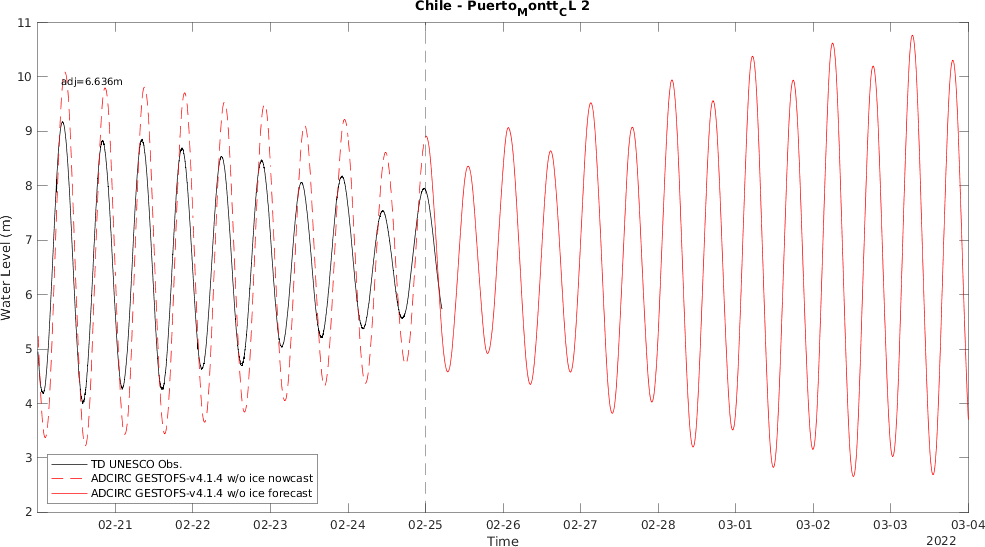 Chile - PuertoMonttCL 2
11
10
9
8
7
6
5
4
3
2
Water Level (m)
adj=6.636m
TD UNESCO Obs.
ADCIRC GESTOFS-v4.1.4 w/o ice nowcast
ADCIRC GESTOFS-v4.1.4 w/o ice forecast
02-21 02-22 02-23 02-24 02-25 02-26 02-27 02-28 03-01 03-02 03-03 03-04
Time
2022